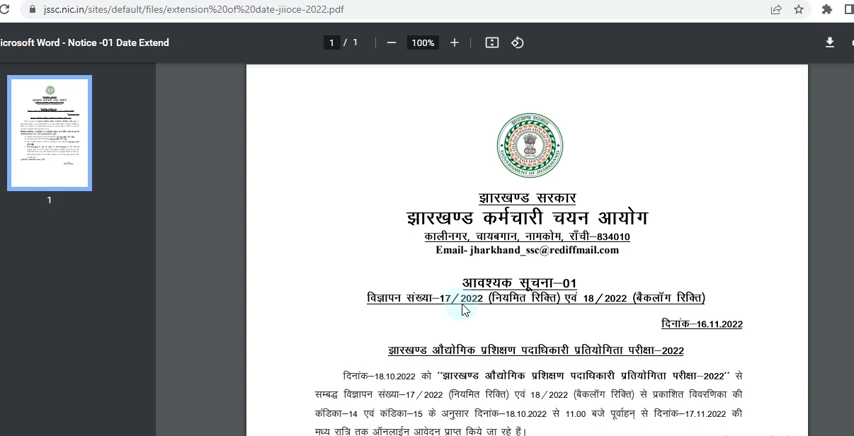 jssc.nic.in/sites/default/files/extension%20of%20date-jiioce-2022.pdf
icrosoft Word - Notice -01 Date Extend
1 / 1
100%
1
झारखण्ड सरकार
झारखण्ड कर्मचारी चयन आयोग
कालीनगर, चायबगान, नामकोम, राँची–834010
Email- jharkhand_ssc@rediffmail.com
आवश्यक सूचना–01
विज्ञापन संख्या–17/2022 (नियमित रिक्ति) एवं 18/2022 (बैकलॉग रिक्ति)
दिनांक–16.11.2022
झारखण्ड औद्योगिक प्रशिक्षण पदाधिकारी प्रतियोगिता परीक्षा–2022
दिनांक–18.10.2022 को "झारखण्ड औद्योगिक प्रशिक्षण पदाधिकारी प्रतियोगिता परीक्षा–2022" से
सम्बद्ध विज्ञापन संख्या–17/2022 (नियमित रिक्ति) एवं 18/2022 (बैकलॉग रिक्ति) से प्रकाशित विवरणिका की
कंडिका–14 एवं कंडिका–15 के अनुसार दिनांक–18.10.2022 से 11.00 बजे पूर्वाहन् से दिनांक–17.11.2022 की
मध्य रात्रि तक ऑनलाईन आवेदन प्राप्त किये जा रहे हैं।